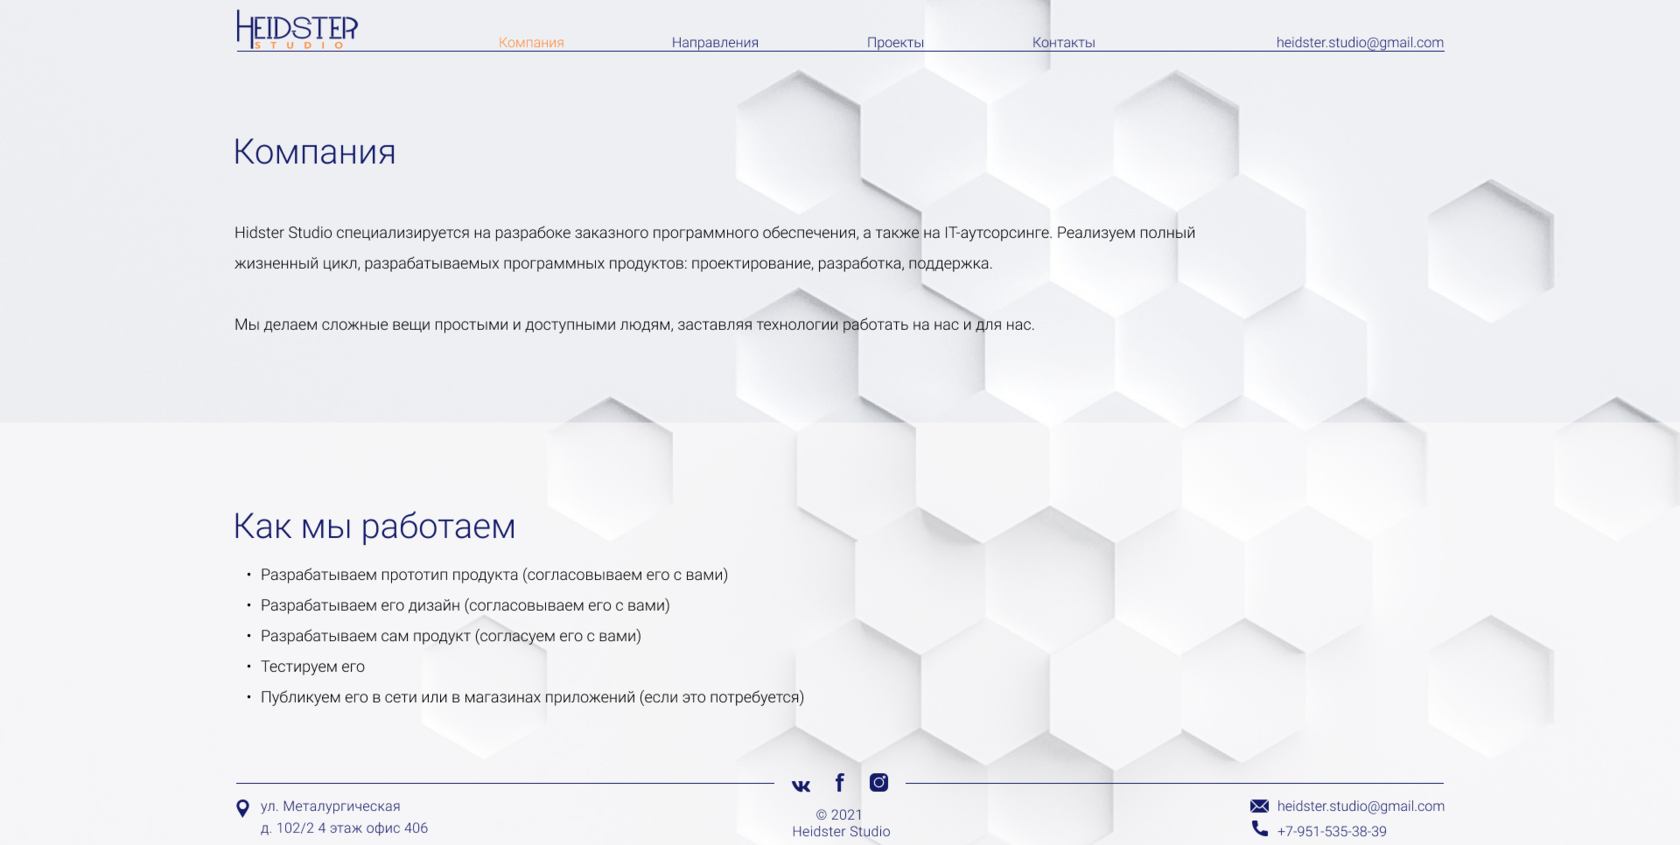 HEIDSTER
STUDIO
Компания
Направления
Проекты
Контакты
heidster.studio@gmail.com
Компания
Hidster Studio специализируется на разрабоке заказного программного обеспечения, а также на IT-аутсорсинге. Реализуем полный
жизненный цикл, разрабатываемых программных продуктов: проектирование, разработка, поддержка.
Мы делаем сложные вещи простыми и доступными людям, заставляя технологии работать на нас и для нас.
Как мы работаем
• Разрабатываем прототип продукта (согласовываем его с вами)
• Разрабатываем его дизайн (согласовываем его с вами)
• Разрабатываем сам продукт (согласуем его с вами)
• Тестируем его
• Публикуем его в сети или в магазинах приложений (если это потребуется)
ул. Металургическая
д. 102/2 4 этаж офис 406
© 2021
Heidster Studio
heidster.studio@gmail.com
+7-951-535-38-39